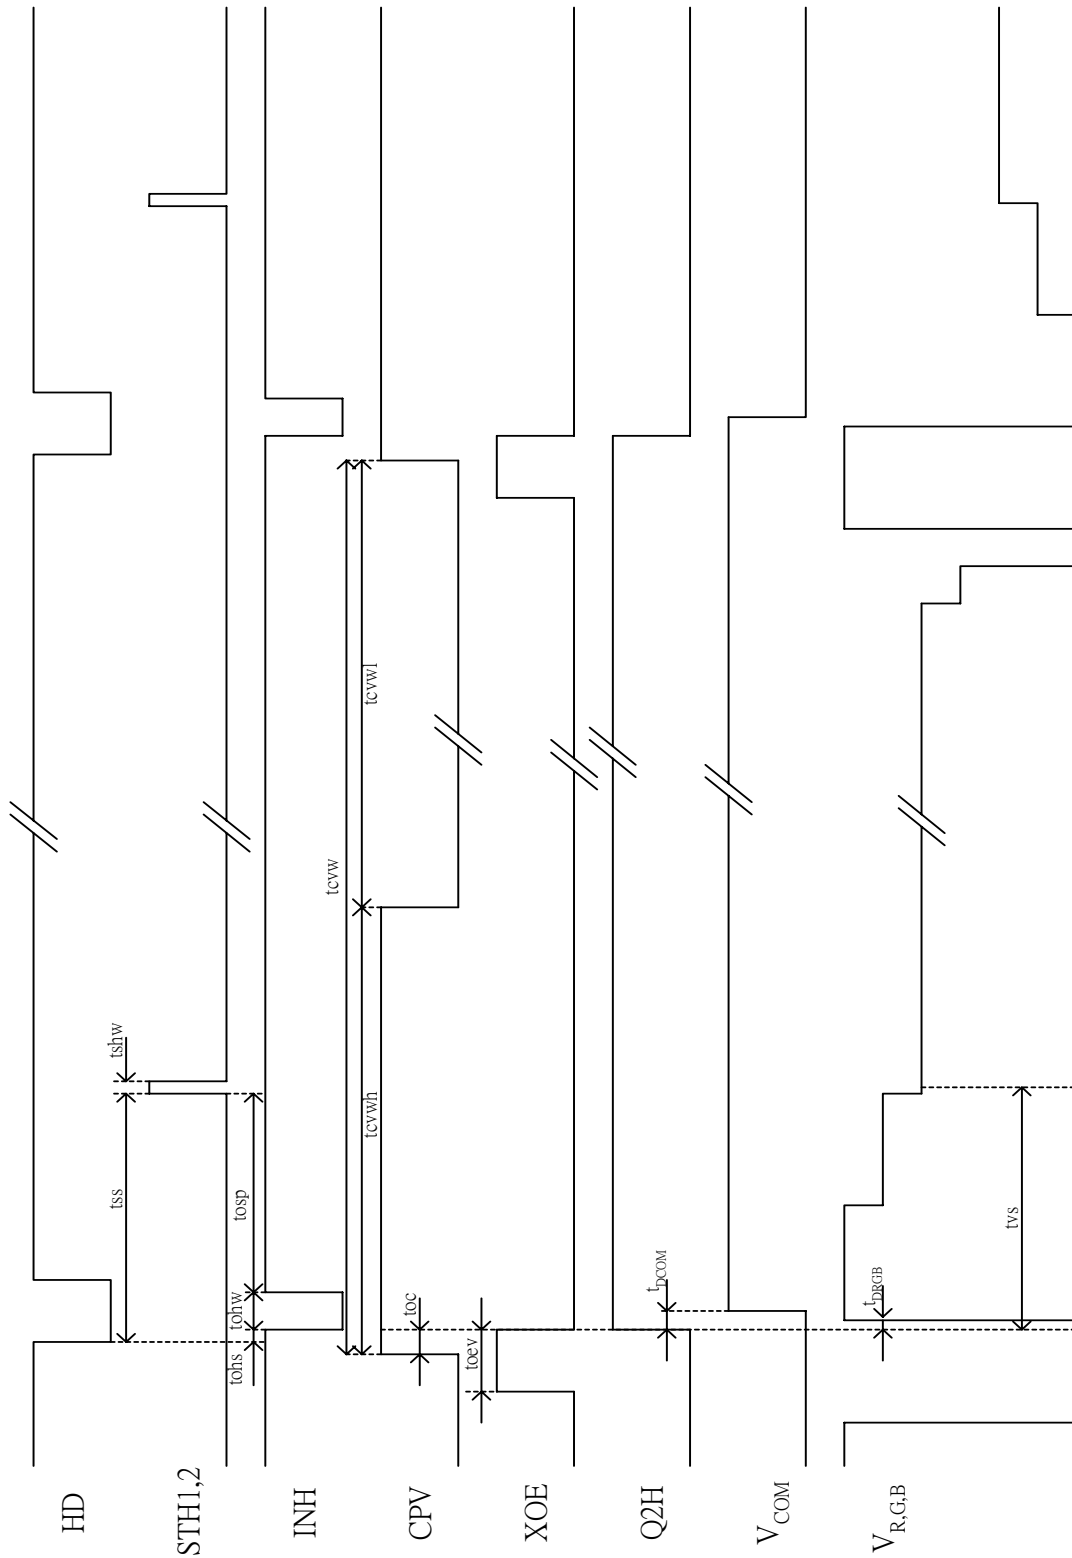 HD
tss
tshw
STH1,2
tohs
tohw
tosp
INH
tcvw
tcvwh
tcvwl
CPV
toc
toev
XOE
Q2H
tDCOM
VCOM
tDRGB
VR,G,B
tvs